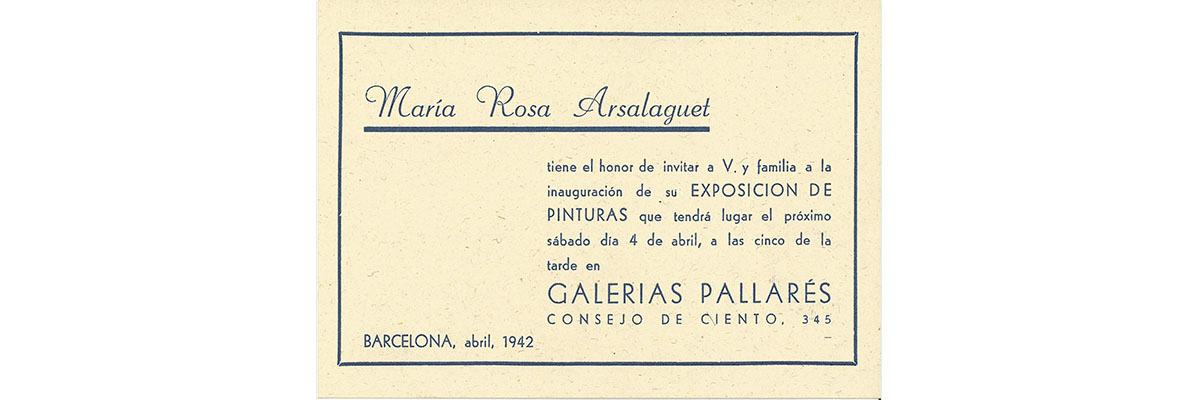 María Rosa Arsalaguet
tiene el honor de invitar a V. y familia a la
inauguración de su EXPOSICION DE
PINTURAS que tendrá lugar el próximo
sábado día 4 de abril, a las cinco de la
tarde en
GALERIAS PALLARÉS
CONSEJO DE CIENTO, 345
BARCELONA, abril, 1942